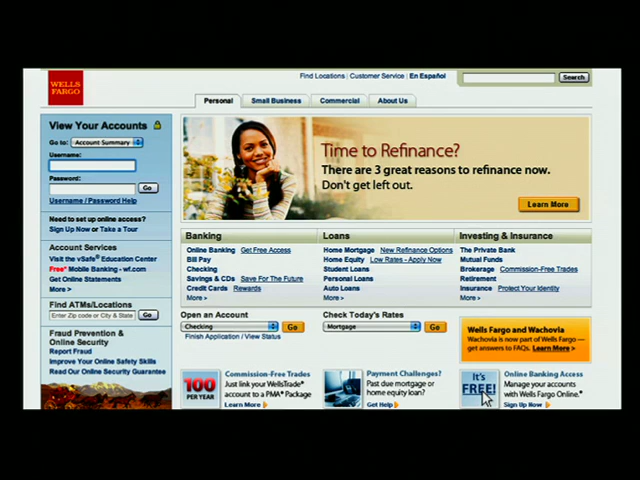 WELLS
FARGO
Find Locations | Customer Service | En Español
Search
Personal
Small Business
Commercial
About Us
View Your Accounts
Go to: Account Summary
Username:
Password:
Go
Username / Password Help
Need to set up online access?
Sign Up Now or Take a Tour
Account Services
Visit the vSafe® Education Center
Free* Mobile Banking - wf.com
Get Online Statements
More >
Find ATMs/Locations
Enter Zip code or City & State
Go
Fraud Prevention &
Online Security
Report Fraud
Improve Your Online Safety Skills
Read Our Online Security Guarantee
Time to Refinance?
There are 3 great reasons to refinance now.
Don't get left out.
Learn More
Banking
Online Banking Get Free Access
Bill Pay
Checking
Savings & CDs Save For The Future
Credit Cards Rewards
More >
Loans
Home Mortgage New Refinance Options
Home Equity Low Rates - Apply Now
Student Loans
Personal Loans
Auto Loans
More >
Investing & Insurance
The Private Bank
Mutual Funds
Brokerage Commission-Free Trades
Retirement
Insurance Protect Your Identity
More >
Open an Account
Checking
Go
Finish Application / View Status
Check Today's Rates
Mortgage
Go
Wells Fargo and Wachovia
Wachovia is now part of Wells Fargo —
get answers to FAQs. Learn More >
100
PER YEAR
Commission-Free Trades
Just link your WellsTrade®
account to a PMA® Package
Learn More
Payment Challenges?
Past due mortgage or
home equity loan?
Get Help
It's
FREE!
Online Banking Access
Manage your accounts
with Wells Fargo Online.®
Sign Up Now